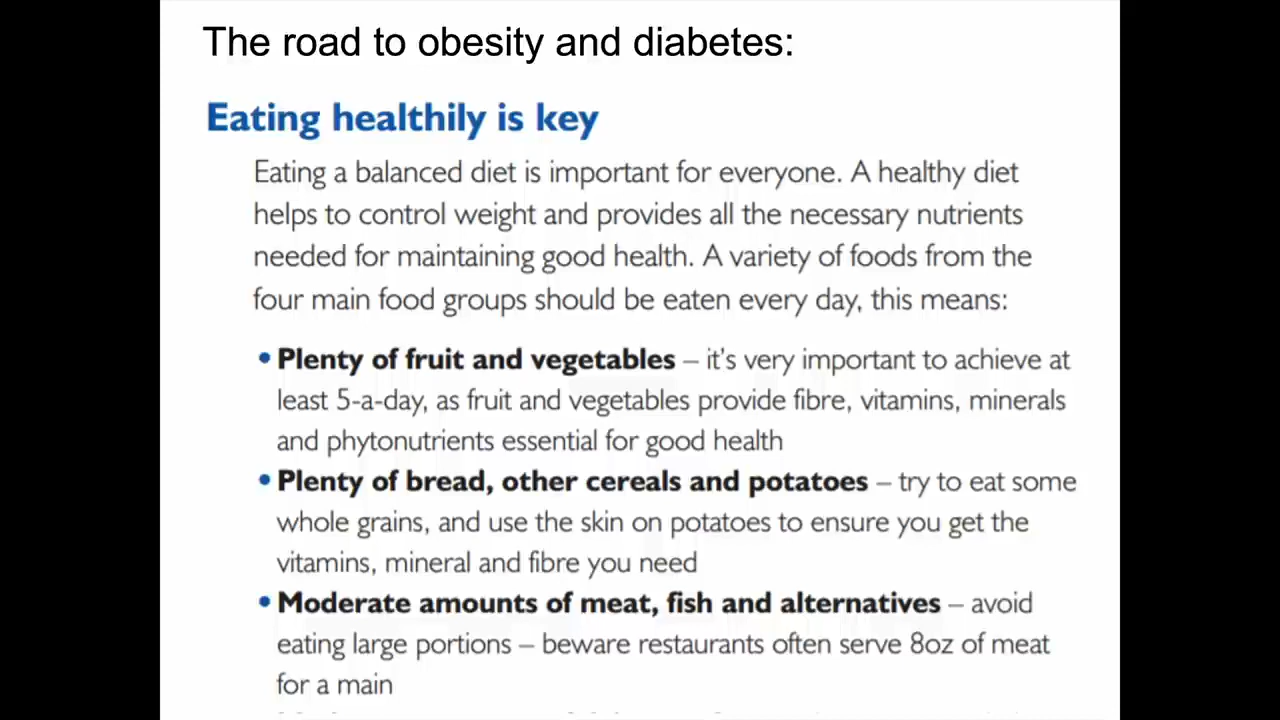 The road to obesity and diabetes:
Eating healthily is key
Eating a balanced diet is important for everyone. A healthy diet
helps to control weight and provides all the necessary nutrients
needed for maintaining good health. A variety of foods from the
four main food groups should be eaten every day, this means:
• Plenty of fruit and vegetables – it's very important to achieve at
least 5-a-day, as fruit and vegetables provide fibre, vitamins, minerals
and phytonutrients essential for good health
• Plenty of bread, other cereals and potatoes – try to eat some
whole grains, and use the skin on potatoes to ensure you get the
vitamins, mineral and fibre you need
• Moderate amounts of meat, fish and alternatives – avoid
eating large portions – beware restaurants often serve 8oz of meat
for a main